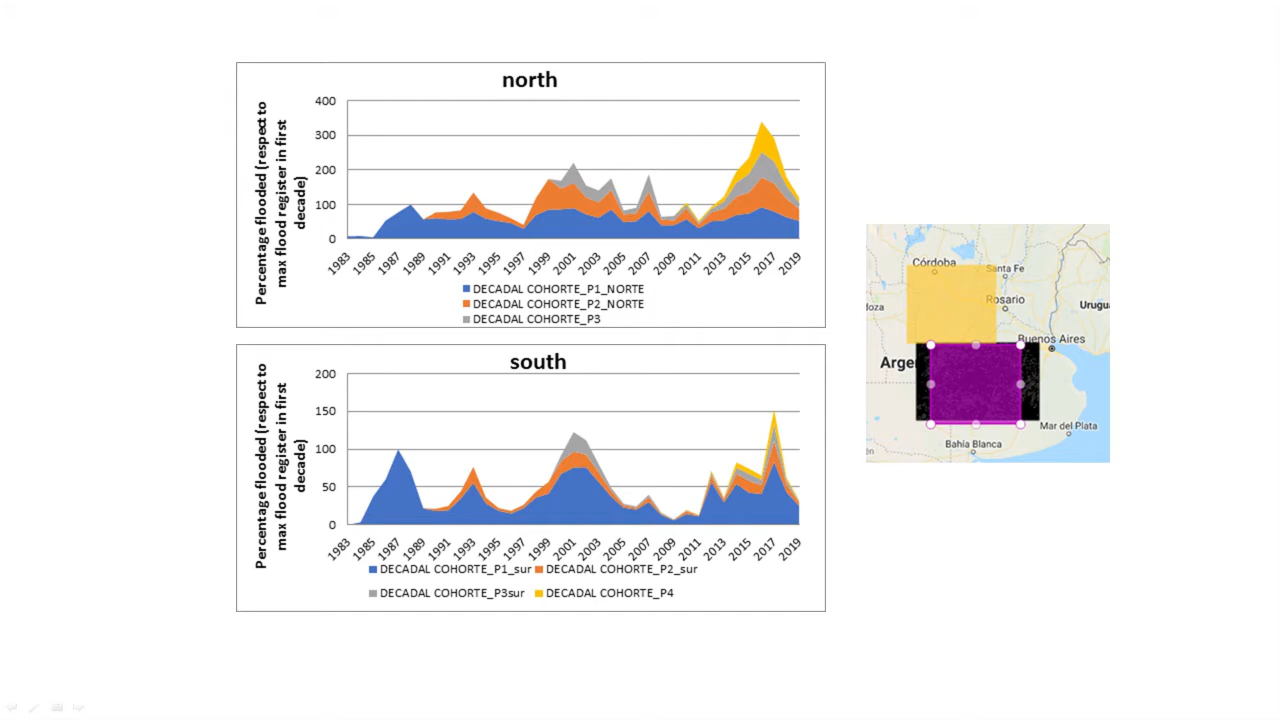 north
Percentage flooded (respect to
max flood register in first
decade)
400
300
200
100
0
1983
1985
1987
1989
1991
1993
1995
1997
1999
2001
2003
2005
2007
2009
2011
2013
2015
2017
2019
DECADAL COHORTE_P1_NORTE
DECADAL COHORTE_P2_NORTE
DECADAL COHORTE_P3
south
Percentage flooded (respect to
max flood register in first
decade)
200
150
100
50
0
1983
1985
1987
1989
1991
1993
1995
1997
1999
2001
2003
2005
2007
2009
2011
2013
2015
2017
2019
DECADAL COHORTE_P1_sur DECADAL COHORTE_P2_sur
DECADAL COHORTE_P3sur DECADAL COHORTE_P4
Córdoba
Santa Fe
doza
Rosario
Urugua
Buenos Aires
Arge
Mar del Plata
Bahía Blanca
en